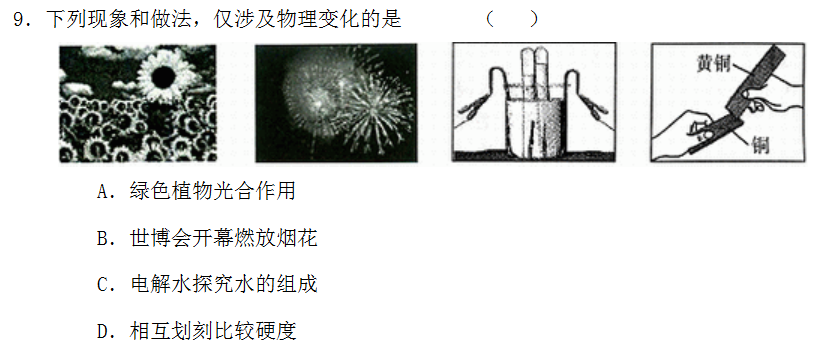 9．下列现象和做法，仅涉及物理变化的是 （ ）
黄铜
铜
A．绿色植物光合作用
B．世博会开幕燃放烟花
C．电解水探究水的组成
D．相互划刻比较硬度